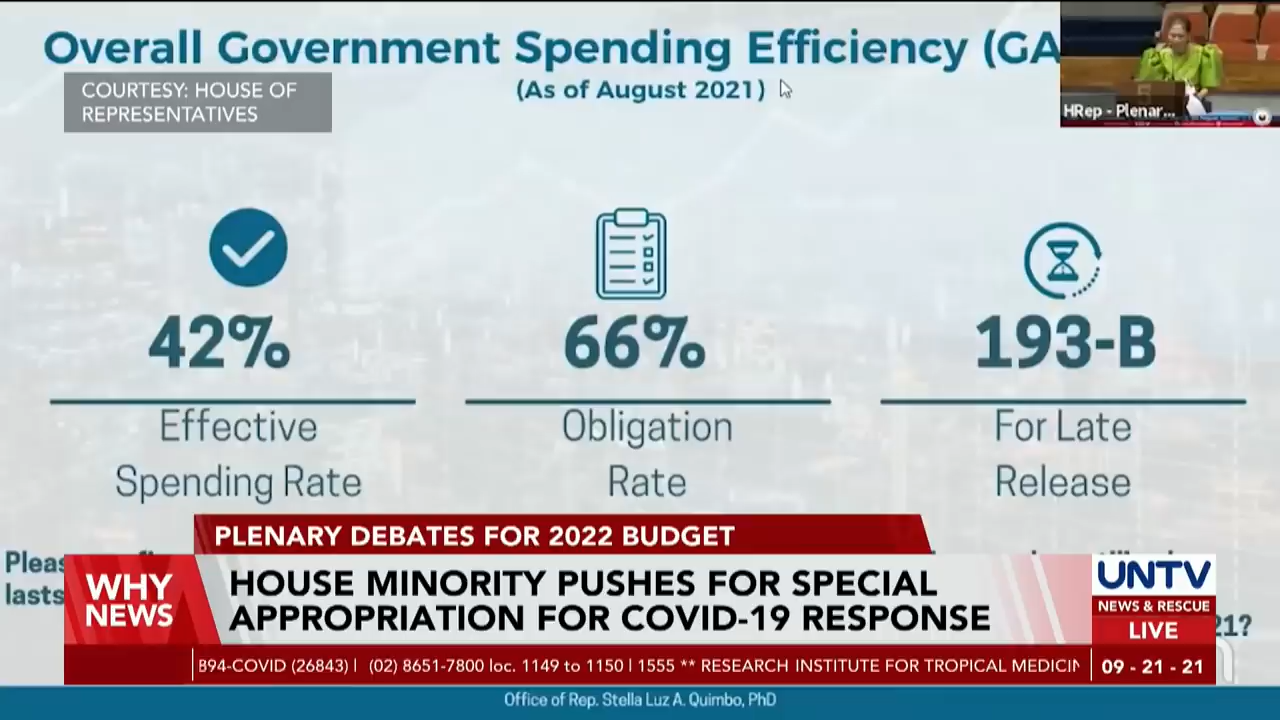 Overall Government Spending Efficiency (GA
(As of August 2021)
COURTESY: HOUSE OF
REPRESENTATIVES
HRep - Plenar...
42%
66%
193-B
Effective
Spending Rate
Obligation
Rate
For Late
Release
PLENARY DEBATES FOR 2022 BUDGET
Pleas
lasts
21?
WHY
NEWS
HOUSE MINORITY PUSHES FOR SPECIAL
APPROPRIATION FOR COVID-19 RESPONSE
UNTV
NEWS & RESCUE
LIVE
894-COVID (26843) | (02) 8651-7800 loc. 1149 to 1150 | 1555 ** RESEARCH INSTITUTE FOR TROPICAL MEDICIN
09 - 21 - 21
Office of Rep. Stella Luz A. Quimbo, PhD